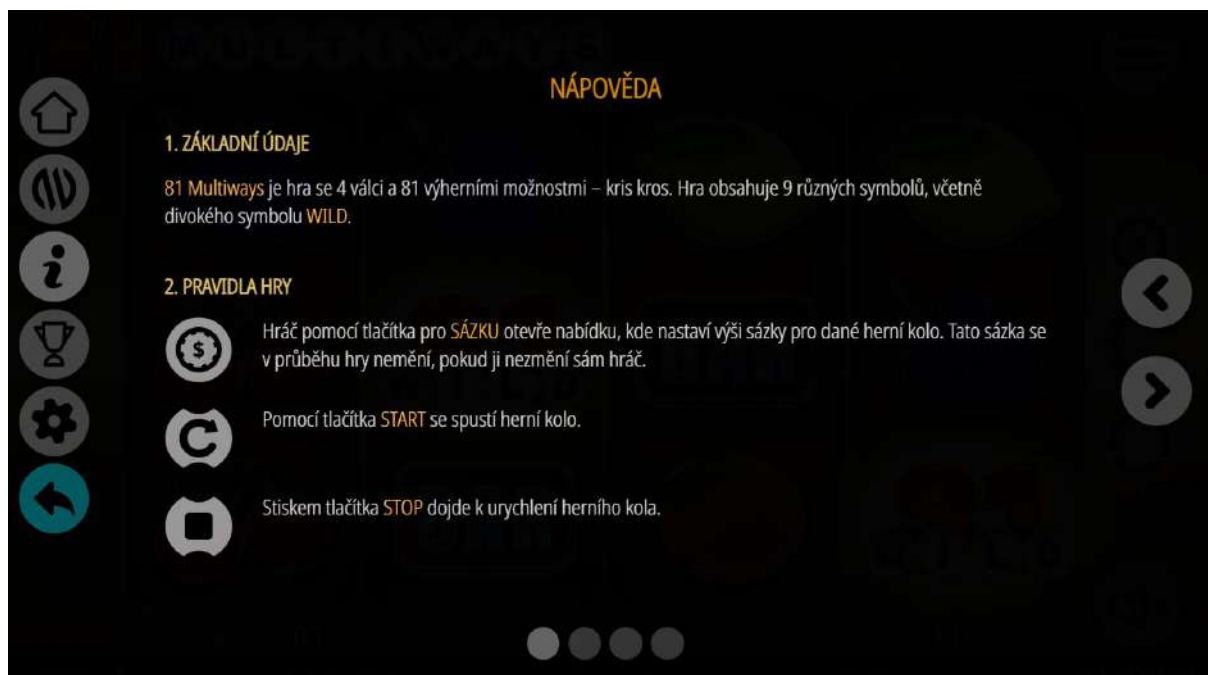 MULTIWAYS
NÁPOVĚDA
1. ZÁKLADNÍ ÚDAJE
81 Multiways je hra se 4 válci a 81 výherními možnostmi – kris kros. Hra obsahuje 9 různých symbolů, včetně
divokého symbolu WILD.
2. PRAVIDLA HRY
Hráč pomocí tlačítka pro SÁZKU otevře nabídku, kde nastaví výši sázky pro dané herní kolo. Tato sázka se
v průběhu hry nemění, pokud ji nezmění sám hráč.
Pomocí tlačítka START se spustí herní kolo.
Stiskem tlačítka STOP dojde k urychlení herního kola.